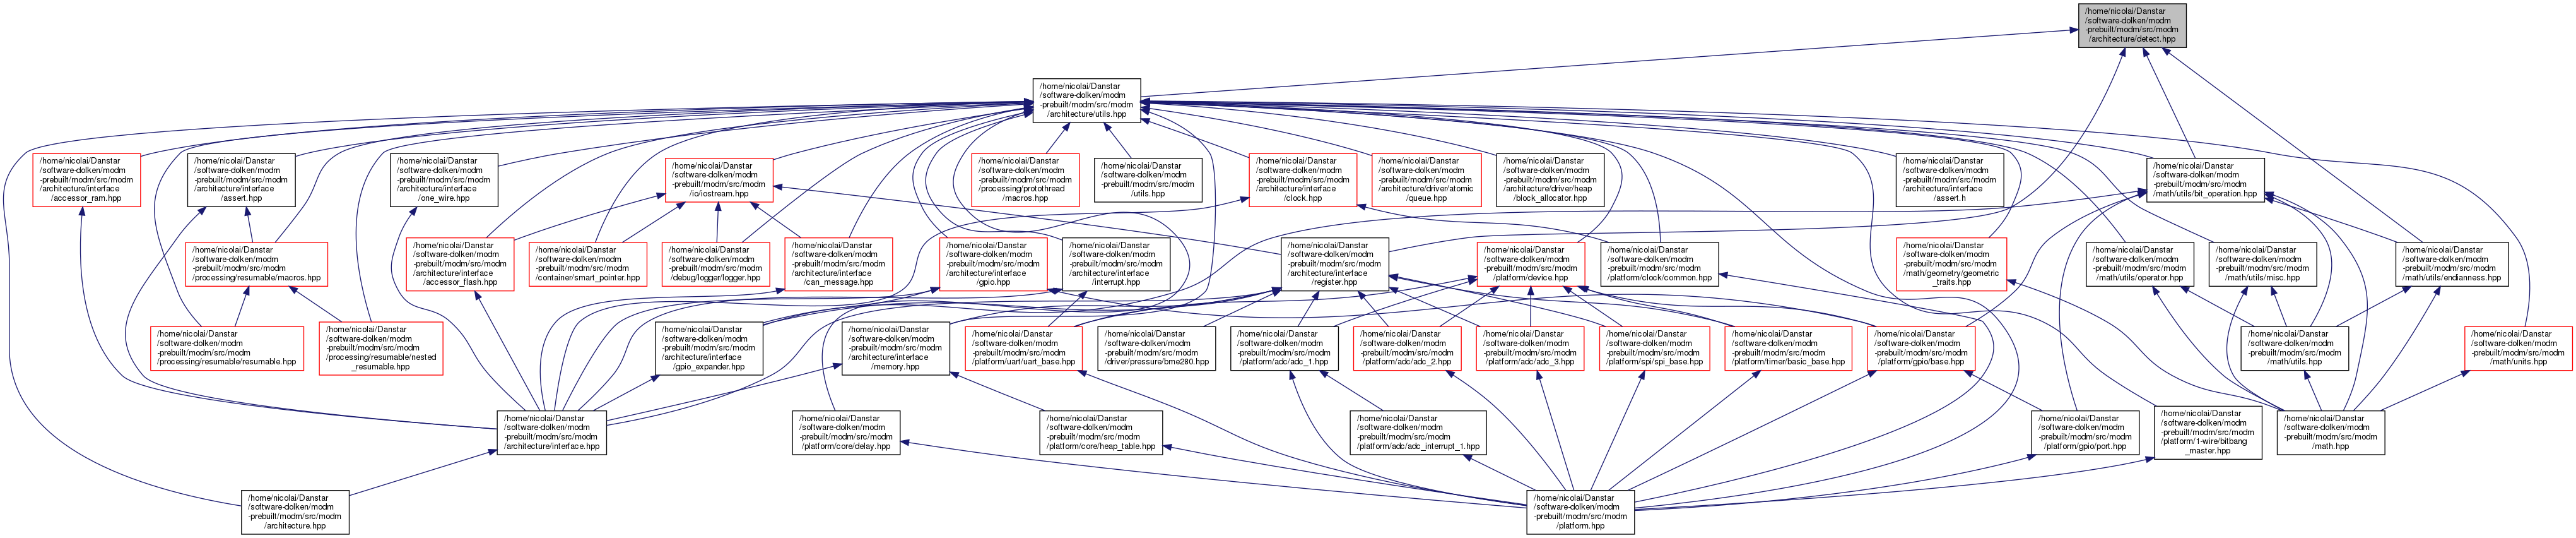 /home/nicolai/Danstar
/software-dolken/modm
-prebuilt/modm/src/modm
/architecture/detect.hpp
/home/nicolai/Danstar
/software-dolken/modm
-prebuilt/modm/src/modm
/architecture/utils.hpp
/home/nicolai/Danstar
/software-dolken/modm
-prebuilt/modm/src/modm
/architecture/interface
/accessor_ram.hpp
/home/nicolai/Danstar
/software-dolken/modm
-prebuilt/modm/src/modm
/architecture/interface
/assert.hpp
/home/nicolai/Danstar
/software-dolken/modm
-prebuilt/modm/src/modm
/architecture/interface
/one_wire.hpp
/home/nicolai/Danstar
/software-dolken/modm
-prebuilt/modm/src/modm
/io/iostream.hpp
/home/nicolai/Danstar
/software-dolken/modm
-prebuilt/modm/src/modm
/processing/protothread
/macros.hpp
/home/nicolai/Danstar
/software-dolken/modm
-prebuilt/modm/src/modm
/utils.hpp
/home/nicolai/Danstar
/software-dolken/modm
-prebuilt/modm/src/modm
/architecture/interface
/clock.hpp
/home/nicolai/Danstar
/software-dolken/modm
-prebuilt/modm/src/modm
/architecture/driver/atomic
/queue.hpp
/home/nicolai/Danstar
/software-dolken/modm
-prebuilt/modm/src/modm
/architecture/driver/heap
/block_allocator.hpp
/home/nicolai/Danstar
/software-dolken/modm
-prebuilt/modm/src/modm
/architecture/interface
/assert.h
/home/nicolai/Danstar
/software-dolken/modm
-prebuilt/modm/src/modm
/math/utils/bit_operation.hpp
/home/nicolai/Danstar
/software-dolken/modm
-prebuilt/modm/src/modm
/processing/resumable/macros.hpp
/home/nicolai/Danstar
/software-dolken/modm
-prebuilt/modm/src/modm
/architecture/interface
/accessor_flash.hpp
/home/nicolai/Danstar
/software-dolken/modm
-prebuilt/modm/src/modm
/container/smart_pointer.hpp
/home/nicolai/Danstar
/software-dolken/modm
-prebuilt/modm/src/modm
/debug/logger/logger.hpp
/home/nicolai/Danstar
/software-dolken/modm
-prebuilt/modm/src/modm
/architecture/interface
/can_message.hpp
/home/nicolai/Danstar
/software-dolken/modm
-prebuilt/modm/src/modm
/architecture/interface
/gpio.hpp
/home/nicolai/Danstar
/software-dolken/modm
-prebuilt/modm/src/modm
/architecture/interface
/interrupt.hpp
/home/nicolai/Danstar
/software-dolken/modm
-prebuilt/modm/src/modm
/architecture/interface
/register.hpp
/home/nicolai/Danstar
/software-dolken/modm
-prebuilt/modm/src/modm
/platform/device.hpp
/home/nicolai/Danstar
/software-dolken/modm
-prebuilt/modm/src/modm
/platform/clock/common.hpp
/home/nicolai/Danstar
/software-dolken/modm
-prebuilt/modm/src/modm
/math/geometry/geometric
_traits.hpp
/home/nicolai/Danstar
/software-dolken/modm
-prebuilt/modm/src/modm
/math/utils/operator.hpp
/home/nicolai/Danstar
/software-dolken/modm
-prebuilt/modm/src/modm
/math/utils/misc.hpp
/home/nicolai/Danstar
/software-dolken/modm
-prebuilt/modm/src/modm
/math/utils/endianness.hpp
/home/nicolai/Danstar
/software-dolken/modm
-prebuilt/modm/src/modm
/processing/resumable/resumable.hpp
/home/nicolai/Danstar
/software-dolken/modm
-prebuilt/modm/src/modm
/processing/resumable/nested
_resumable.hpp
/home/nicolai/Danstar
/software-dolken/modm
-prebuilt/modm/src/modm
/architecture/interface
/gpio_expander.hpp
/home/nicolai/Danstar
/software-dolken/modm
-prebuilt/modm/src/modm
/architecture/interface
/memory.hpp
/home/nicolai/Danstar
/software-dolken/modm
-prebuilt/modm/src/modm
/platform/uart/uart_base.hpp
/home/nicolai/Danstar
/software-dolken/modm
-prebuilt/modm/src/modm
/driver/pressure/bme280.hpp
/home/nicolai/Danstar
/software-dolken/modm
-prebuilt/modm/src/modm
/platform/adc/adc_1.hpp
/home/nicolai/Danstar
/software-dolken/modm
-prebuilt/modm/src/modm
/platform/adc/adc_2.hpp
/home/nicolai/Danstar
/software-dolken/modm
-prebuilt/modm/src/modm
/platform/adc/adc_3.hpp
/home/nicolai/Danstar
/software-dolken/modm
-prebuilt/modm/src/modm
/platform/spi/spi_base.hpp
/home/nicolai/Danstar
/software-dolken/modm
-prebuilt/modm/src/modm
/platform/timer/basic_base.hpp
/home/nicolai/Danstar
/software-dolken/modm
-prebuilt/modm/src/modm
/platform/gpio/base.hpp
/home/nicolai/Danstar
/software-dolken/modm
-prebuilt/modm/src/modm
/math/utils.hpp
/home/nicolai/Danstar
/software-dolken/modm
-prebuilt/modm/src/modm
/math/units.hpp
/home/nicolai/Danstar
/software-dolken/modm
-prebuilt/modm/src/modm
/architecture/interface.hpp
/home/nicolai/Danstar
/software-dolken/modm
-prebuilt/modm/src/modm
/platform/core/delay.hpp
/home/nicolai/Danstar
/software-dolken/modm
-prebuilt/modm/src/modm
/platform/core/heap_table.hpp
/home/nicolai/Danstar
/software-dolken/modm
-prebuilt/modm/src/modm
/platform/adc/adc_interrupt_1.hpp
/home/nicolai/Danstar
/software-dolken/modm
-prebuilt/modm/src/modm
/platform/gpio/port.hpp
/home/nicolai/Danstar
/software-dolken/modm
-prebuilt/modm/src/modm
/platform/1-wire/bitbang
_master.hpp
/home/nicolai/Danstar
/software-dolken/modm
-prebuilt/modm/src/modm
/math.hpp
/home/nicolai/Danstar
/software-dolken/modm
-prebuilt/modm/src/modm
/architecture.hpp
/home/nicolai/Danstar
/software-dolken/modm
-prebuilt/modm/src/modm
/platform.hpp